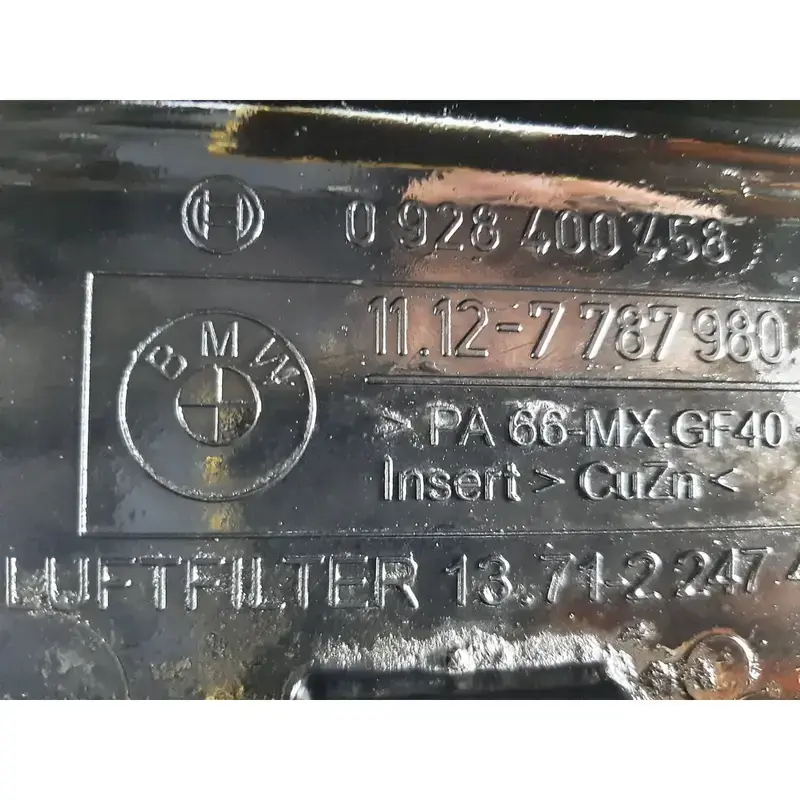 0 928 400 458
11.12-7 787 980.
BMW
> PA 66-MX.GF40
Insert > CuZn <
LUFTFILTER 13.71-2 247 4